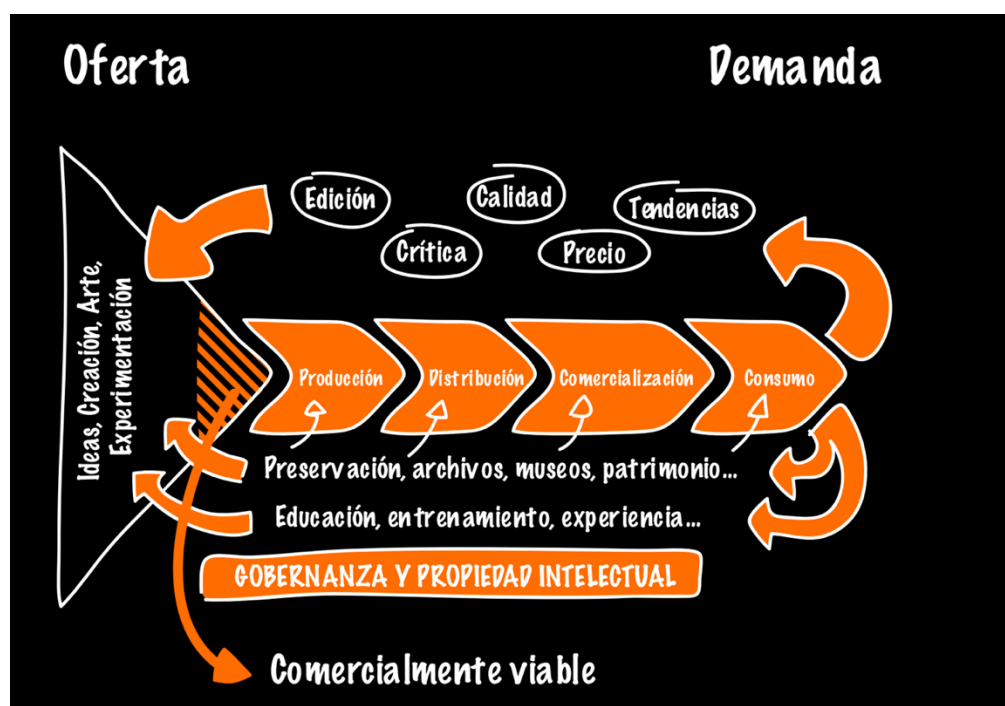 Oferta
Demanda
Edición
Calidad
Tendencias
Crítica
Precio
Ideas, Creación, Arte,
Experimentación
Producción
Distribución
Comercialización
Consumo
Preservación, archivos, museos, patrimonio...
Educación, entrenamiento, experiencia...
GOBERNANZA Y PROPIEDAD INTELECTUAL
Comercialmente viable